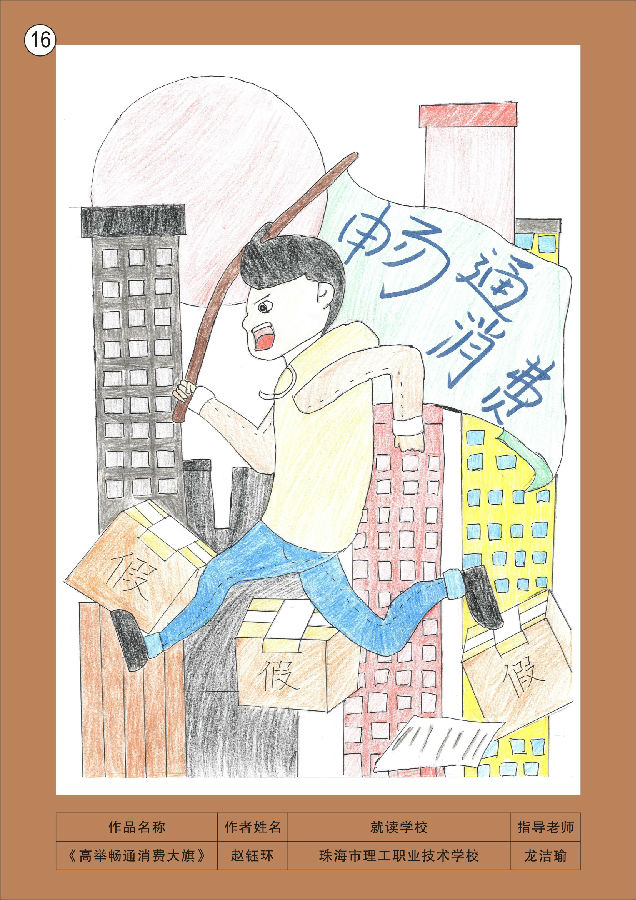 16
畅通
消费
假
假
假
作品名称 作者姓名 就读学校 指导老师
《高举畅通消费大旗》 赵钰环 珠海市理工职业技术学校 龙洁瑜